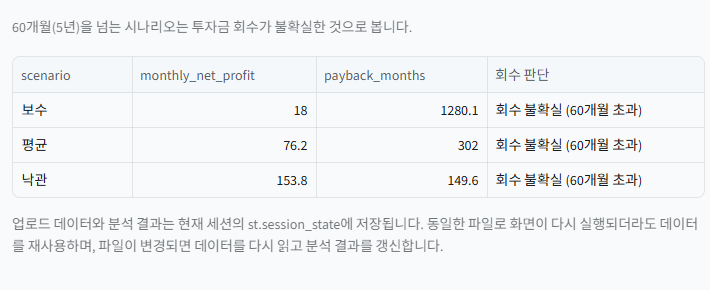 60개월(5년)을 넘는 시나리오는 투자금 회수가 불확실한 것으로 봅니다.
scenario monthly_net_profit payback_months 회수 판단
보수 18 1280.1 회수 불확실 (60개월 초과)
평균 76.2 302 회수 불확실 (60개월 초과)
낙관 153.8 149.6 회수 불확실 (60개월 초과)
업로드 데이터와 분석 결과는 현재 세션의 st.session_state에 저장됩니다. 동일한 파일로 화면이 다시 실행되더라도 데이터
를 재사용하며, 파일이 변경되면 데이터를 다시 읽고 분석 결과를 갱신합니다.